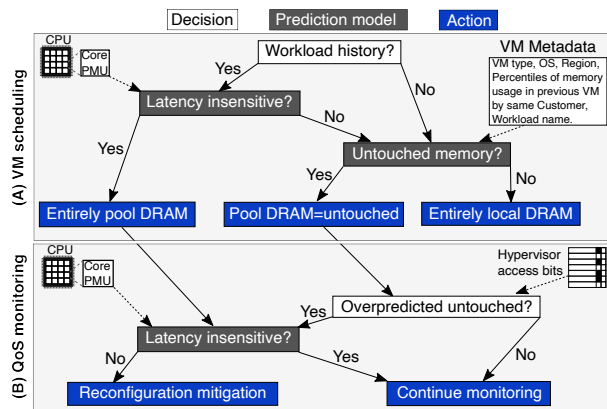 Decision
Prediction model
Action
(A) VM scheduling
CPU
Core
PMU
Workload history?
VM Metadata
VM type, OS, Region,
Percentiles of memory
usage in previous VM
by same Customer,
Workload name.
Yes
No
Latency insensitive?
No
Yes
Untouched memory?
Yes
No
Entirely pool DRAM
Pool DRAM=untouched
Entirely local DRAM
(B) QoS monitoring
CPU
Core
PMU
Hypervisor
access bits
Overpredicted untouched?
Yes
Latency insensitive?
No
Yes
No
Reconfiguration mitigation
Continue monitoring